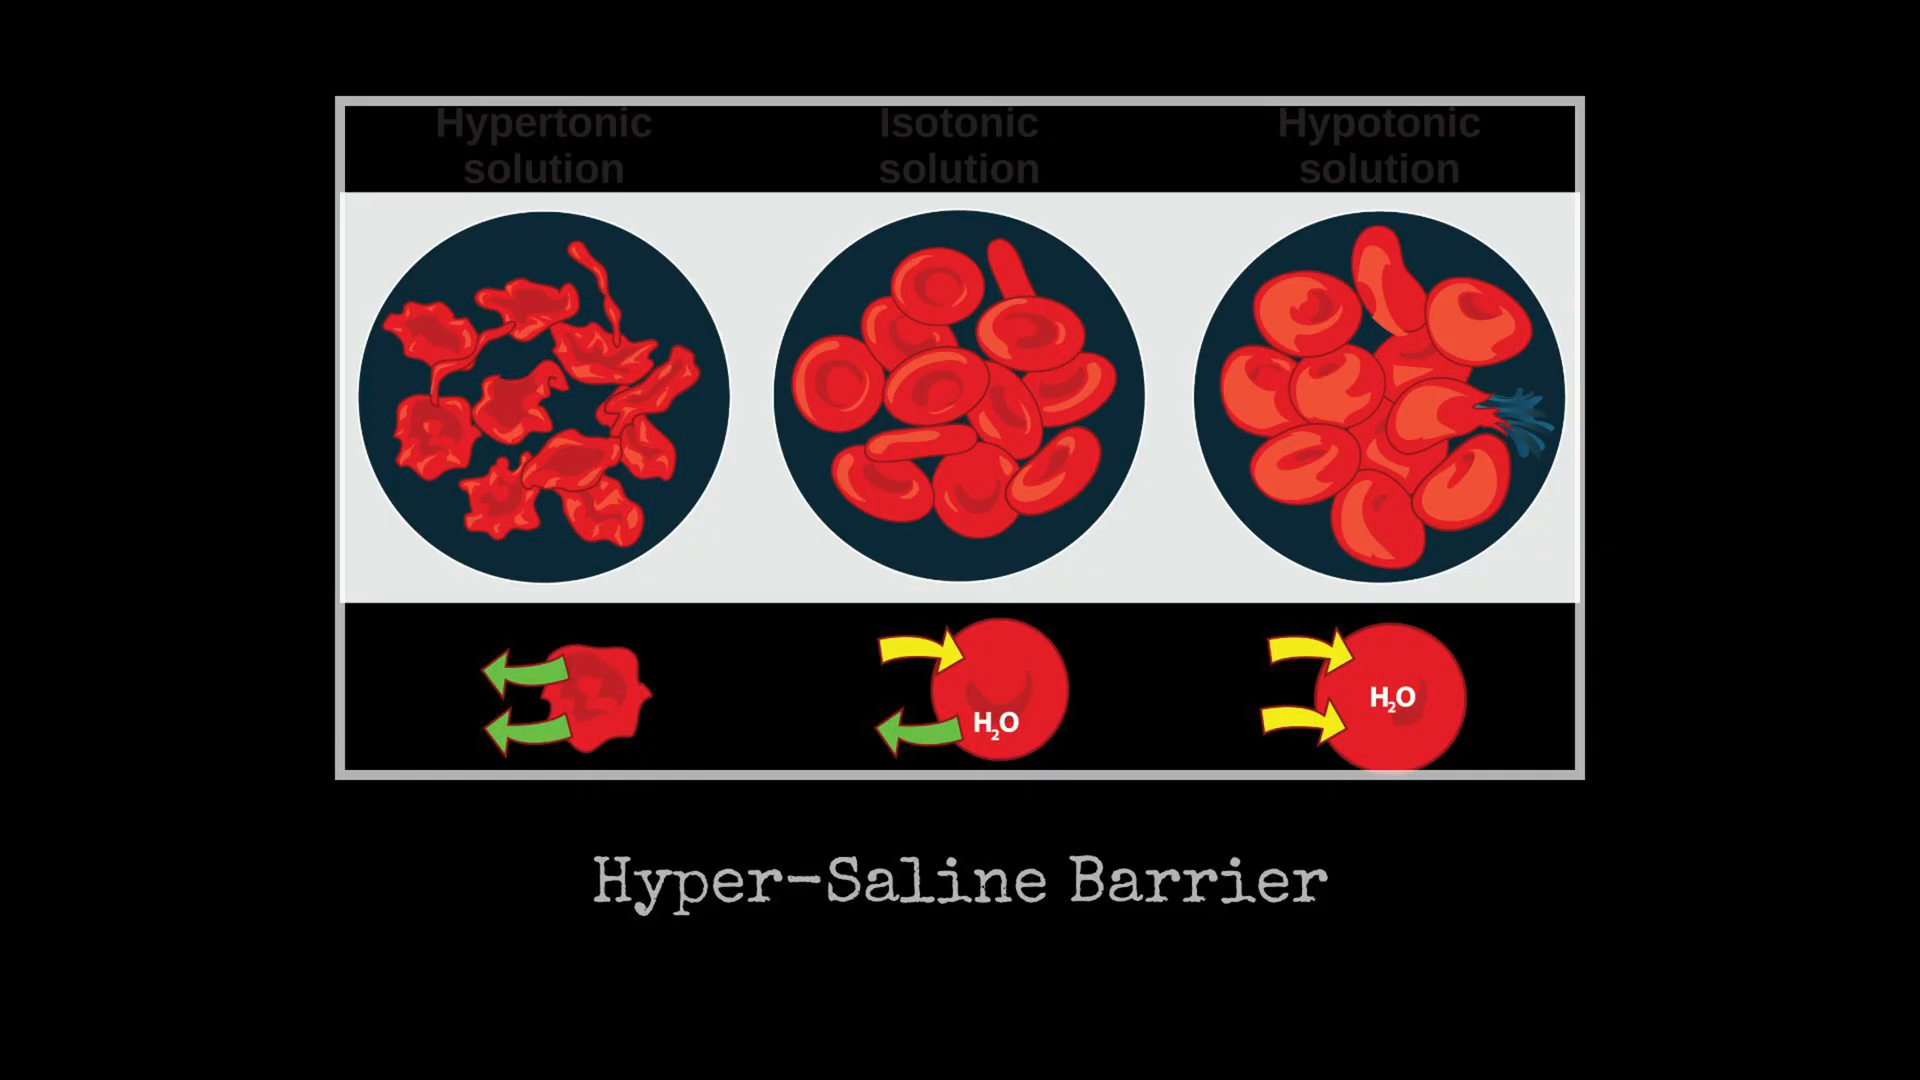 Hypertonic
solution
Isotonic
solution
Hypotonic
solution
H₂O
H₂O
Hyper-Saline Barrier